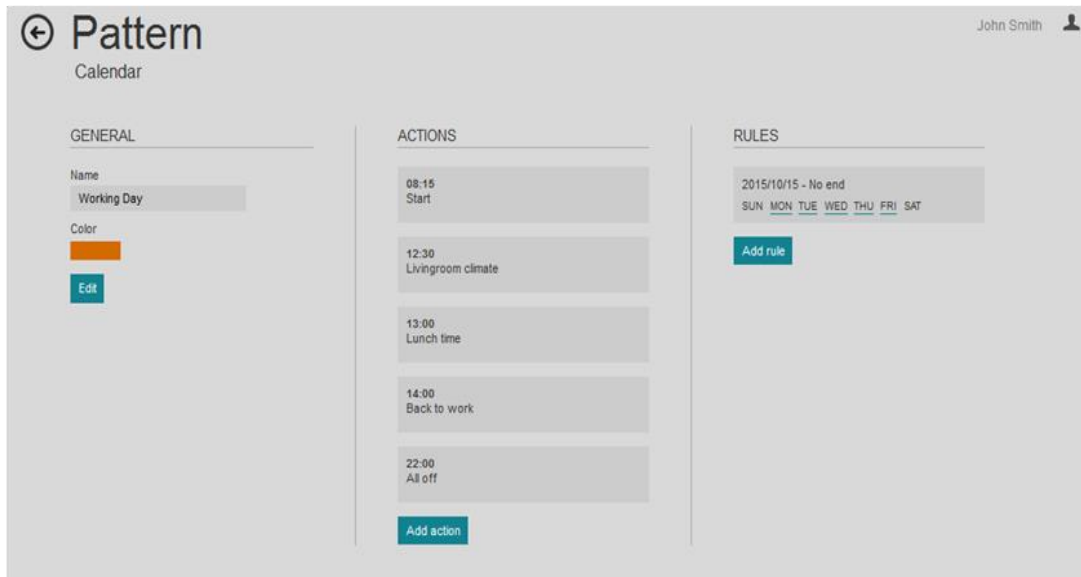 Pattern
Calendar
John Smith
GENERAL
Name
Working Day
Color
Edit
ACTIONS
08:15
Start
12:30
Livingroom climate
13:00
Lunch time
14:00
Back to work
22:00
All off
Add action
RULES
2015/10/15 - No end
SUN MON TUE WED THU FRI SAT
Add rule